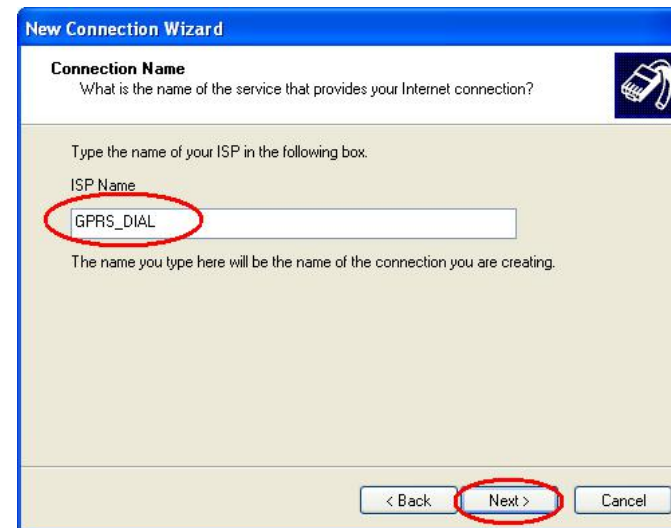 New Connection Wizard
Connection Name
What is the name of the service that provides your Internet connection?
Type the name of your ISP in the following box.
ISP Name
GPRS_DIAL
The name you type here will be the name of the connection you are creating.
< Back Next > Cancel